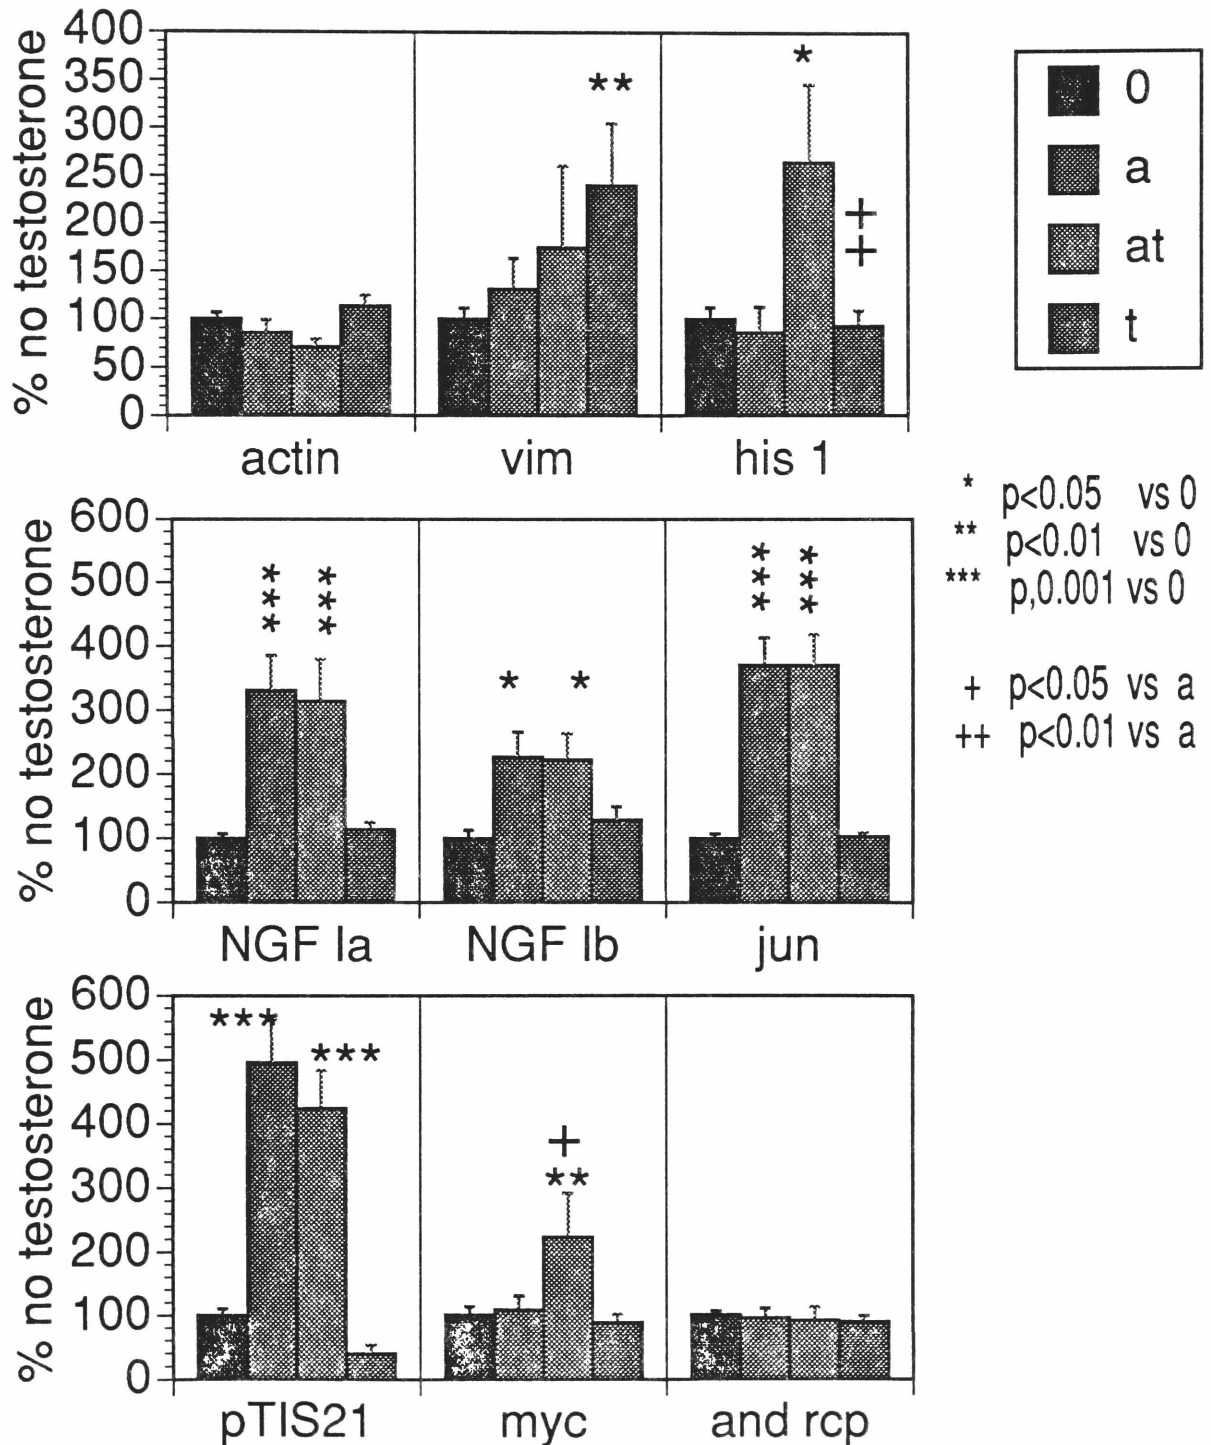 % no testosterone
400
350
300
250
200
150
100
50
0
**
*
+
+
actin vim his 1
0
a
at
t
* p<0.05 vs 0
** p<0.01 vs 0
*** p,0.001 vs 0
+ p<0.05 vs a
++ p<0.01 vs a
% no testosterone
600
500
400
300
200
100
0
*** *** * * *** ***
NGF Ia NGF Ib jun
% no testosterone
600
500
400
300
200
100
0
***
***
+
**
pTIS21 myc and rcp